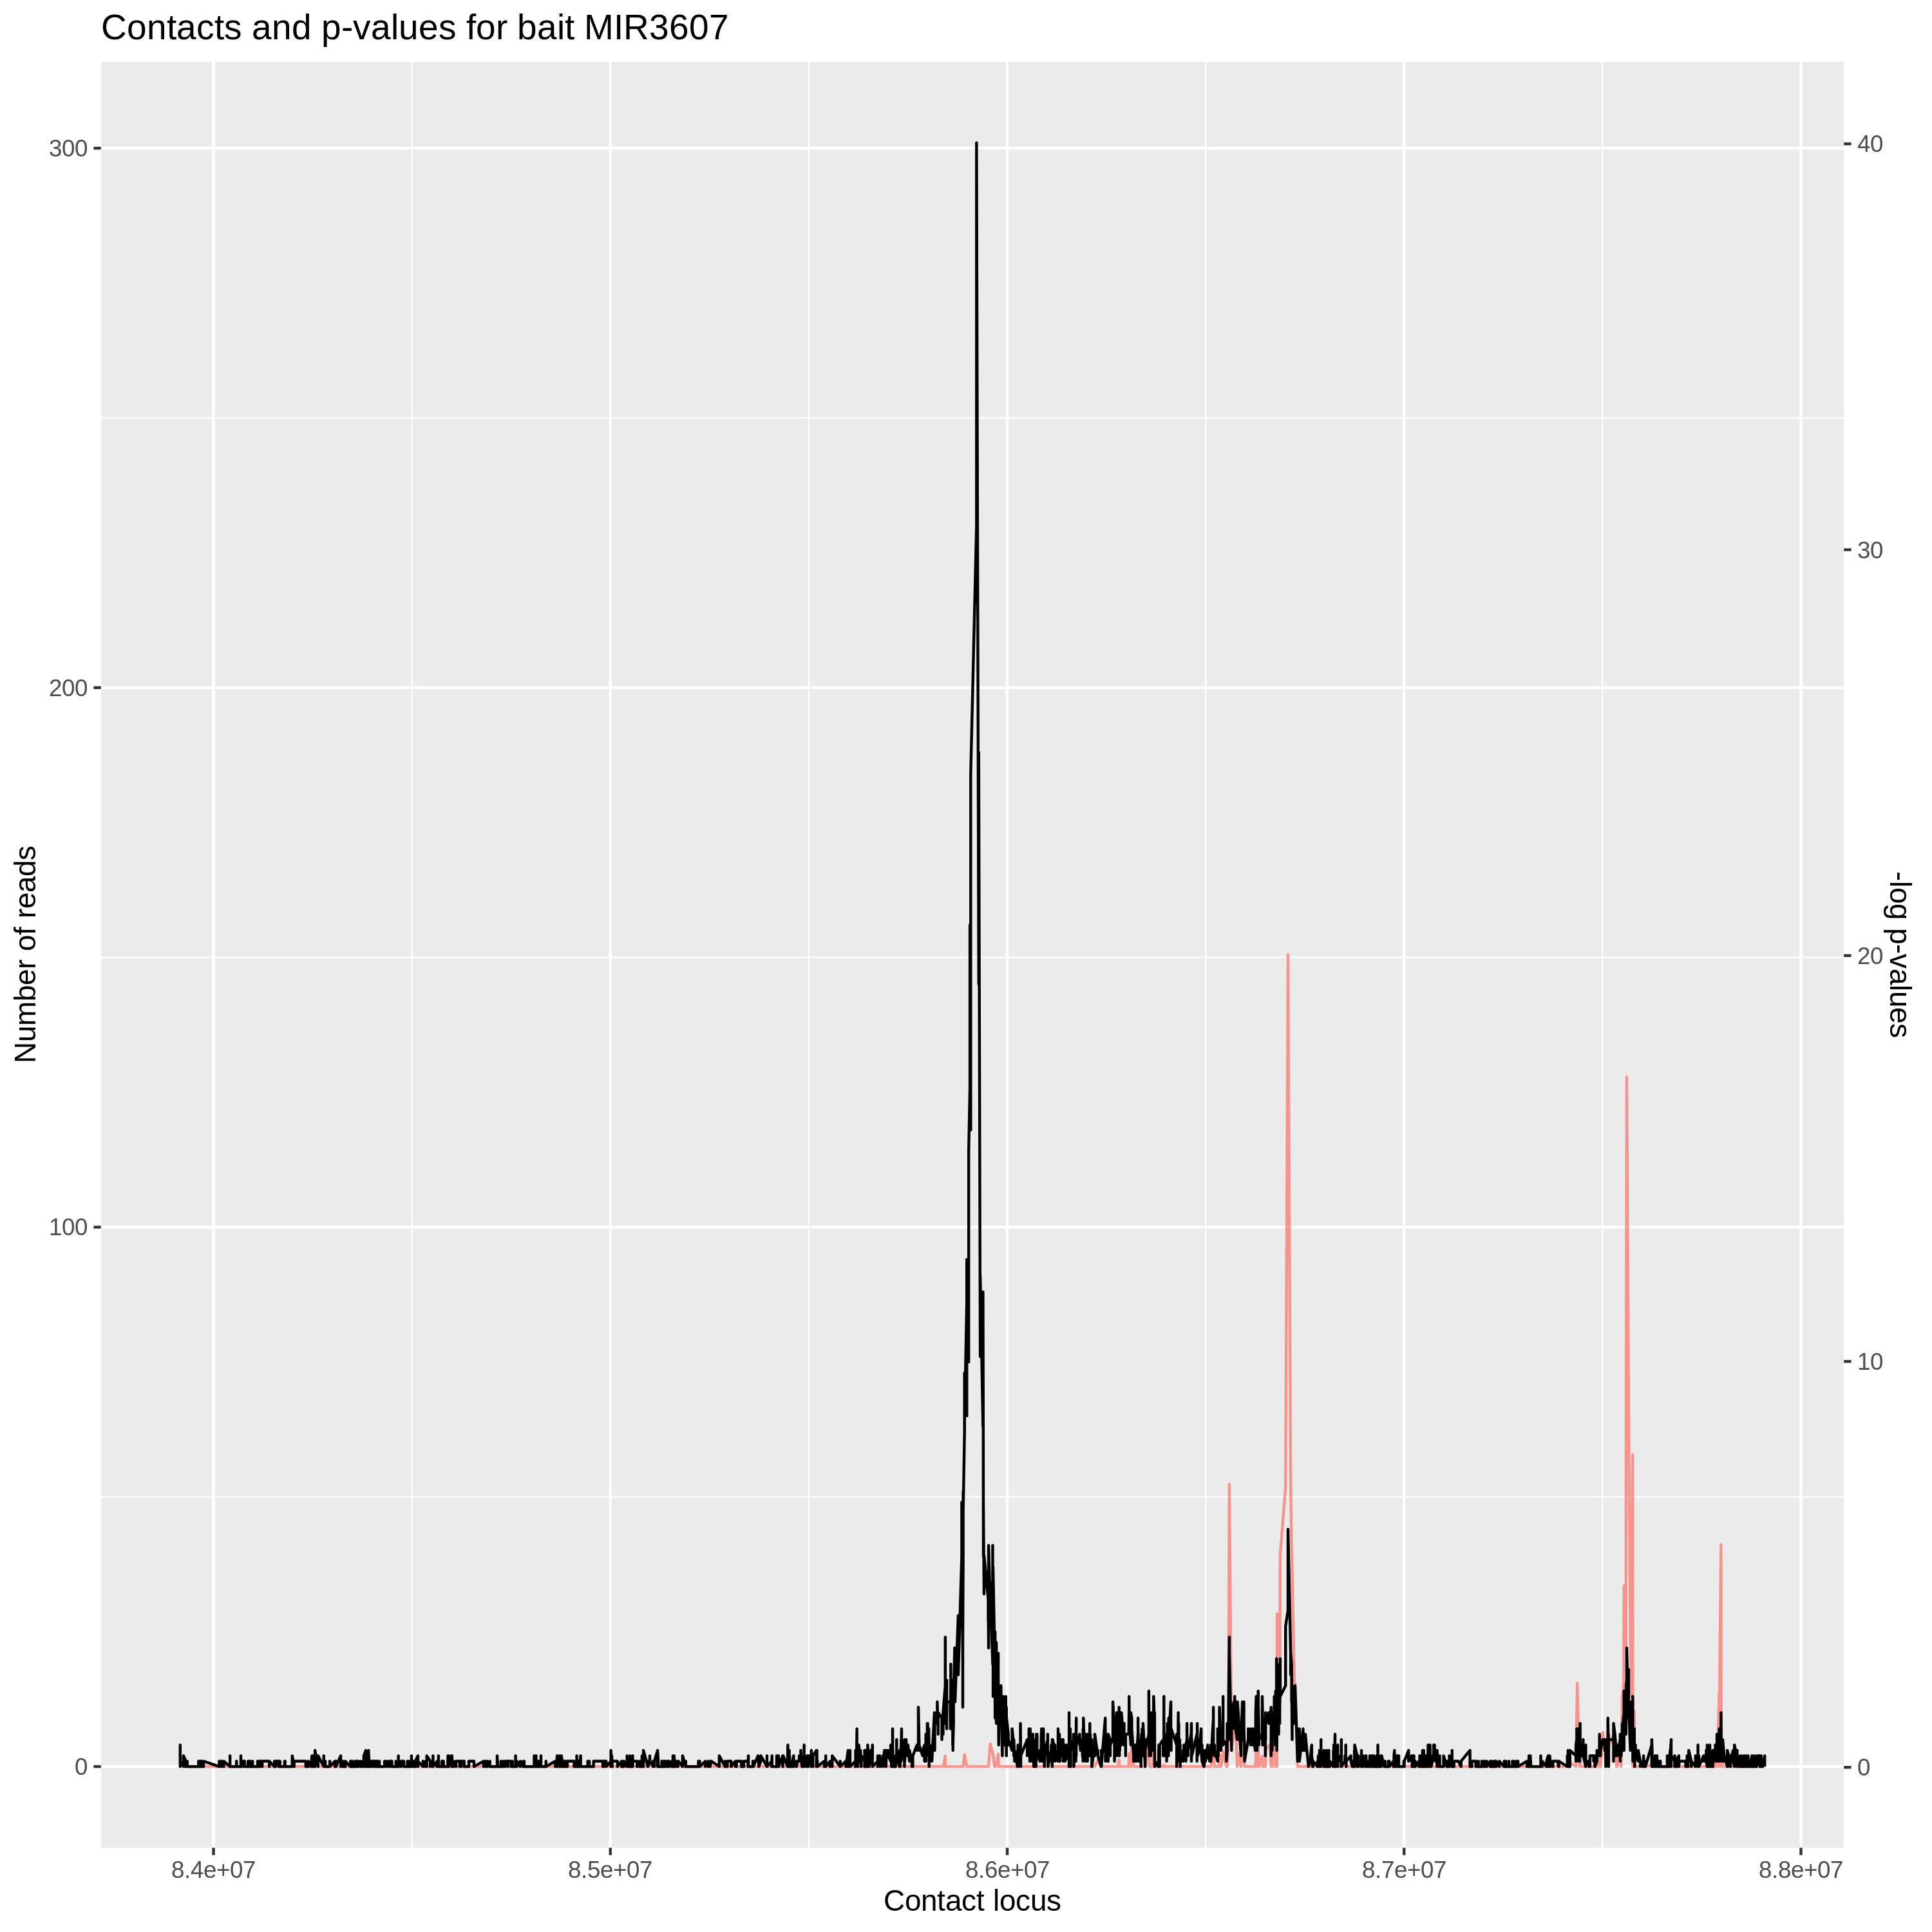 Contacts and p-values for bait MIR3607
300
200
100
0
40
30
20
10
0
Number of reads
-log p-values
8.4e+07
8.5e+07
8.6e+07
8.7e+07
8.8e+07
Contact locus